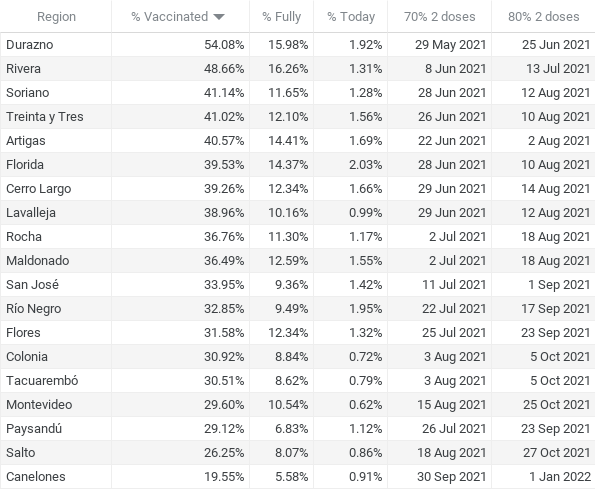 Region % Vaccinated % Fully % Today 70% 2 doses 80% 2 doses
Durazno 54.08% 15.98% 1.92% 29 May 2021 25 Jun 2021
Rivera 48.66% 16.26% 1.31% 8 Jun 2021 13 Jul 2021
Soriano 41.14% 11.65% 1.28% 28 Jun 2021 12 Aug 2021
Treinta y Tres 41.02% 12.10% 1.56% 26 Jun 2021 10 Aug 2021
Artigas 40.57% 14.41% 1.69% 22 Jun 2021 2 Aug 2021
Florida 39.53% 14.37% 2.03% 28 Jun 2021 10 Aug 2021
Cerro Largo 39.26% 12.34% 1.66% 29 Jun 2021 14 Aug 2021
Lavalleja 38.96% 10.16% 0.99% 29 Jun 2021 12 Aug 2021
Rocha 36.76% 11.30% 1.17% 2 Jul 2021 18 Aug 2021
Maldonado 36.49% 12.59% 1.55% 2 Jul 2021 18 Aug 2021
San José 33.95% 9.36% 1.42% 11 Jul 2021 1 Sep 2021
Río Negro 32.85% 9.49% 1.95% 22 Jul 2021 17 Sep 2021
Flores 31.58% 12.34% 1.32% 25 Jul 2021 23 Sep 2021
Colonia 30.92% 8.84% 0.72% 3 Aug 2021 5 Oct 2021
Tacuarembó 30.51% 8.62% 0.79% 3 Aug 2021 5 Oct 2021
Montevideo 29.60% 10.54% 0.62% 15 Aug 2021 25 Oct 2021
Paysandú 29.12% 6.83% 1.12% 26 Jul 2021 23 Sep 2021
Salto 26.25% 8.07% 0.86% 18 Aug 2021 27 Oct 2021
Canelones 19.55% 5.58% 0.91% 30 Sep 2021 1 Jan 2022